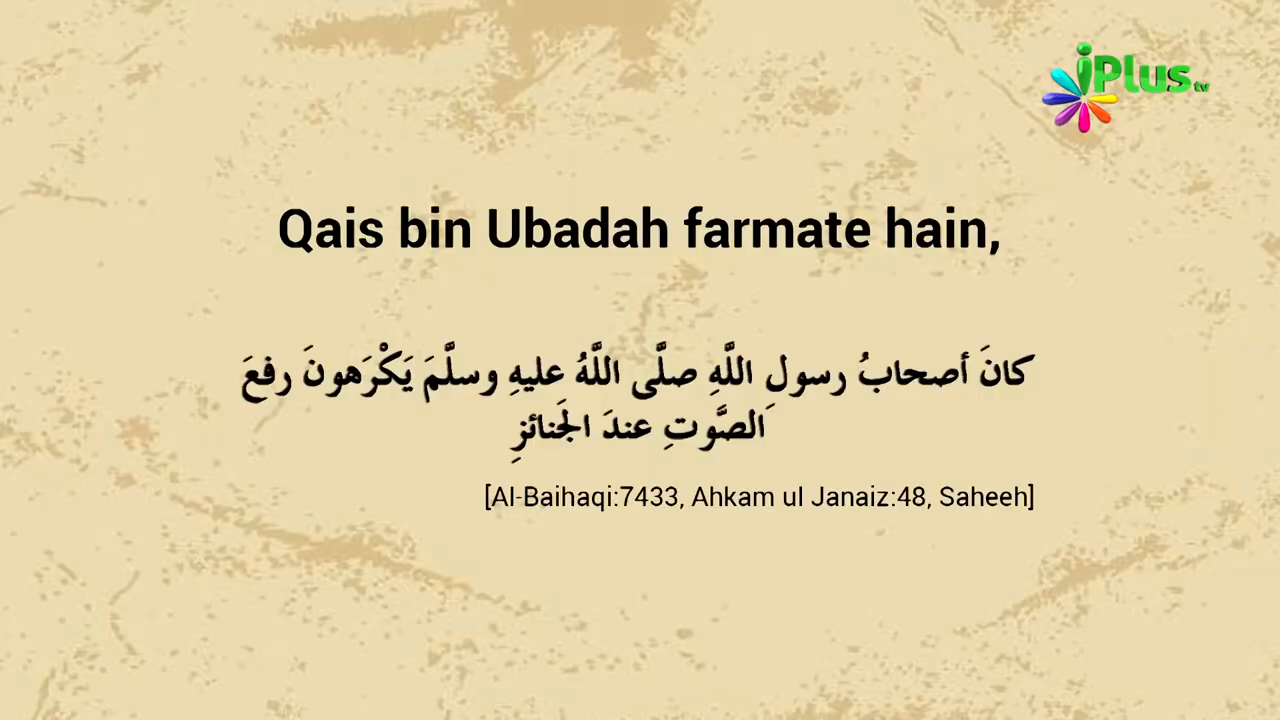 iPlus tv
Qais bin Ubadah farmate hain,
كانَ أصحابُ رسولِ اللَّهِ صلَّى اللَّهُ عليهِ وسلَّمَ يَكْرَهونَ رفعَ
الصَّوتِ عندَ الجَنائزِ
[Al-Baihaqi:7433, Ahkam ul Janaiz:48, Saheeh]